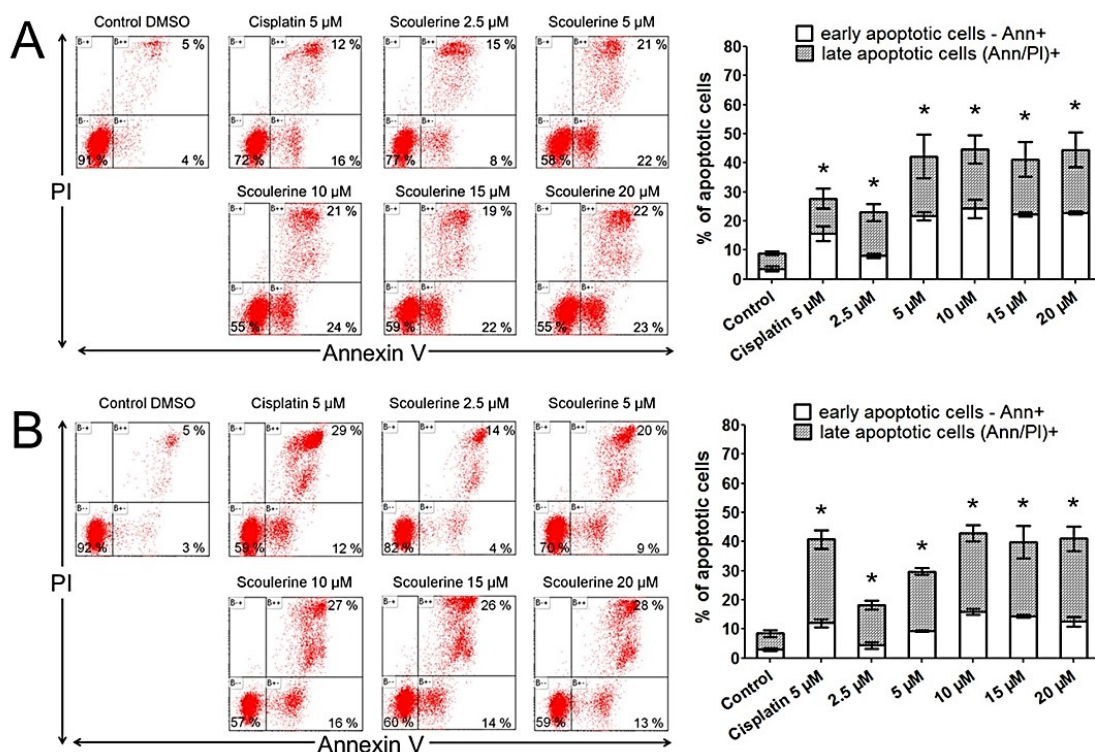 A
Control DMSO
Cisplatin 5 µM
Scoulerine 2.5 µM
Scoulerine 5 µM
B-+ B++ 5 %
B-- B+-
91 % 4 %
B-+ B++ 12 %
B-- B+-
72 % 16 %
B-+ B++ 15 %
B-- B+-
77 % 8 %
B-+ B++ 21 %
B-- B+-
58 % 22 %
PI
Scoulerine 10 µM
Scoulerine 15 µM
Scoulerine 20 µM
B-+ B++ 21 %
B-- B+-
55 % 24 %
B-+ B++ 19 %
B-- B+-
59 % 22 %
B-+ B++ 22 %
B-- B+-
55 % 23 %
Annexin V
early apoptotic cells - Ann+
late apoptotic cells (Ann/PI)+
% of apoptotic cells
80
70
60
50
40
30
20
10
0
* * * * * *
Control
Cisplatin 5 µM
2.5 µM
5 µM
10 µM
15 µM
20 µM
B
Control DMSO
Cisplatin 5 µM
Scoulerine 2.5 µM
Scoulerine 5 µM
B-+ B++ 5 %
B-- B+-
92 % 3 %
B-+ B++ 29 %
B-- B+-
59 % 12 %
B-+ B++ 14 %
B-- B+-
82 % 4 %
B-+ B++ 20 %
B-- B+-
70 % 9 %
PI
Scoulerine 10 µM
Scoulerine 15 µM
Scoulerine 20 µM
B-+ B++ 27 %
B-- B+-
57 % 16 %
B-+ B++ 26 %
B-- B+-
60 % 14 %
B-+ B++ 28 %
B-- B+-
59 % 13 %
Annexin V
early apoptotic cells - Ann+
late apoptotic cells (Ann/PI)+
% of apoptotic cells
80
70
60
50
40
30
20
10
0
* * * * * *
Control
Cisplatin 5 µM
2.5 µM
5 µM
10 µM
15 µM
20 µM